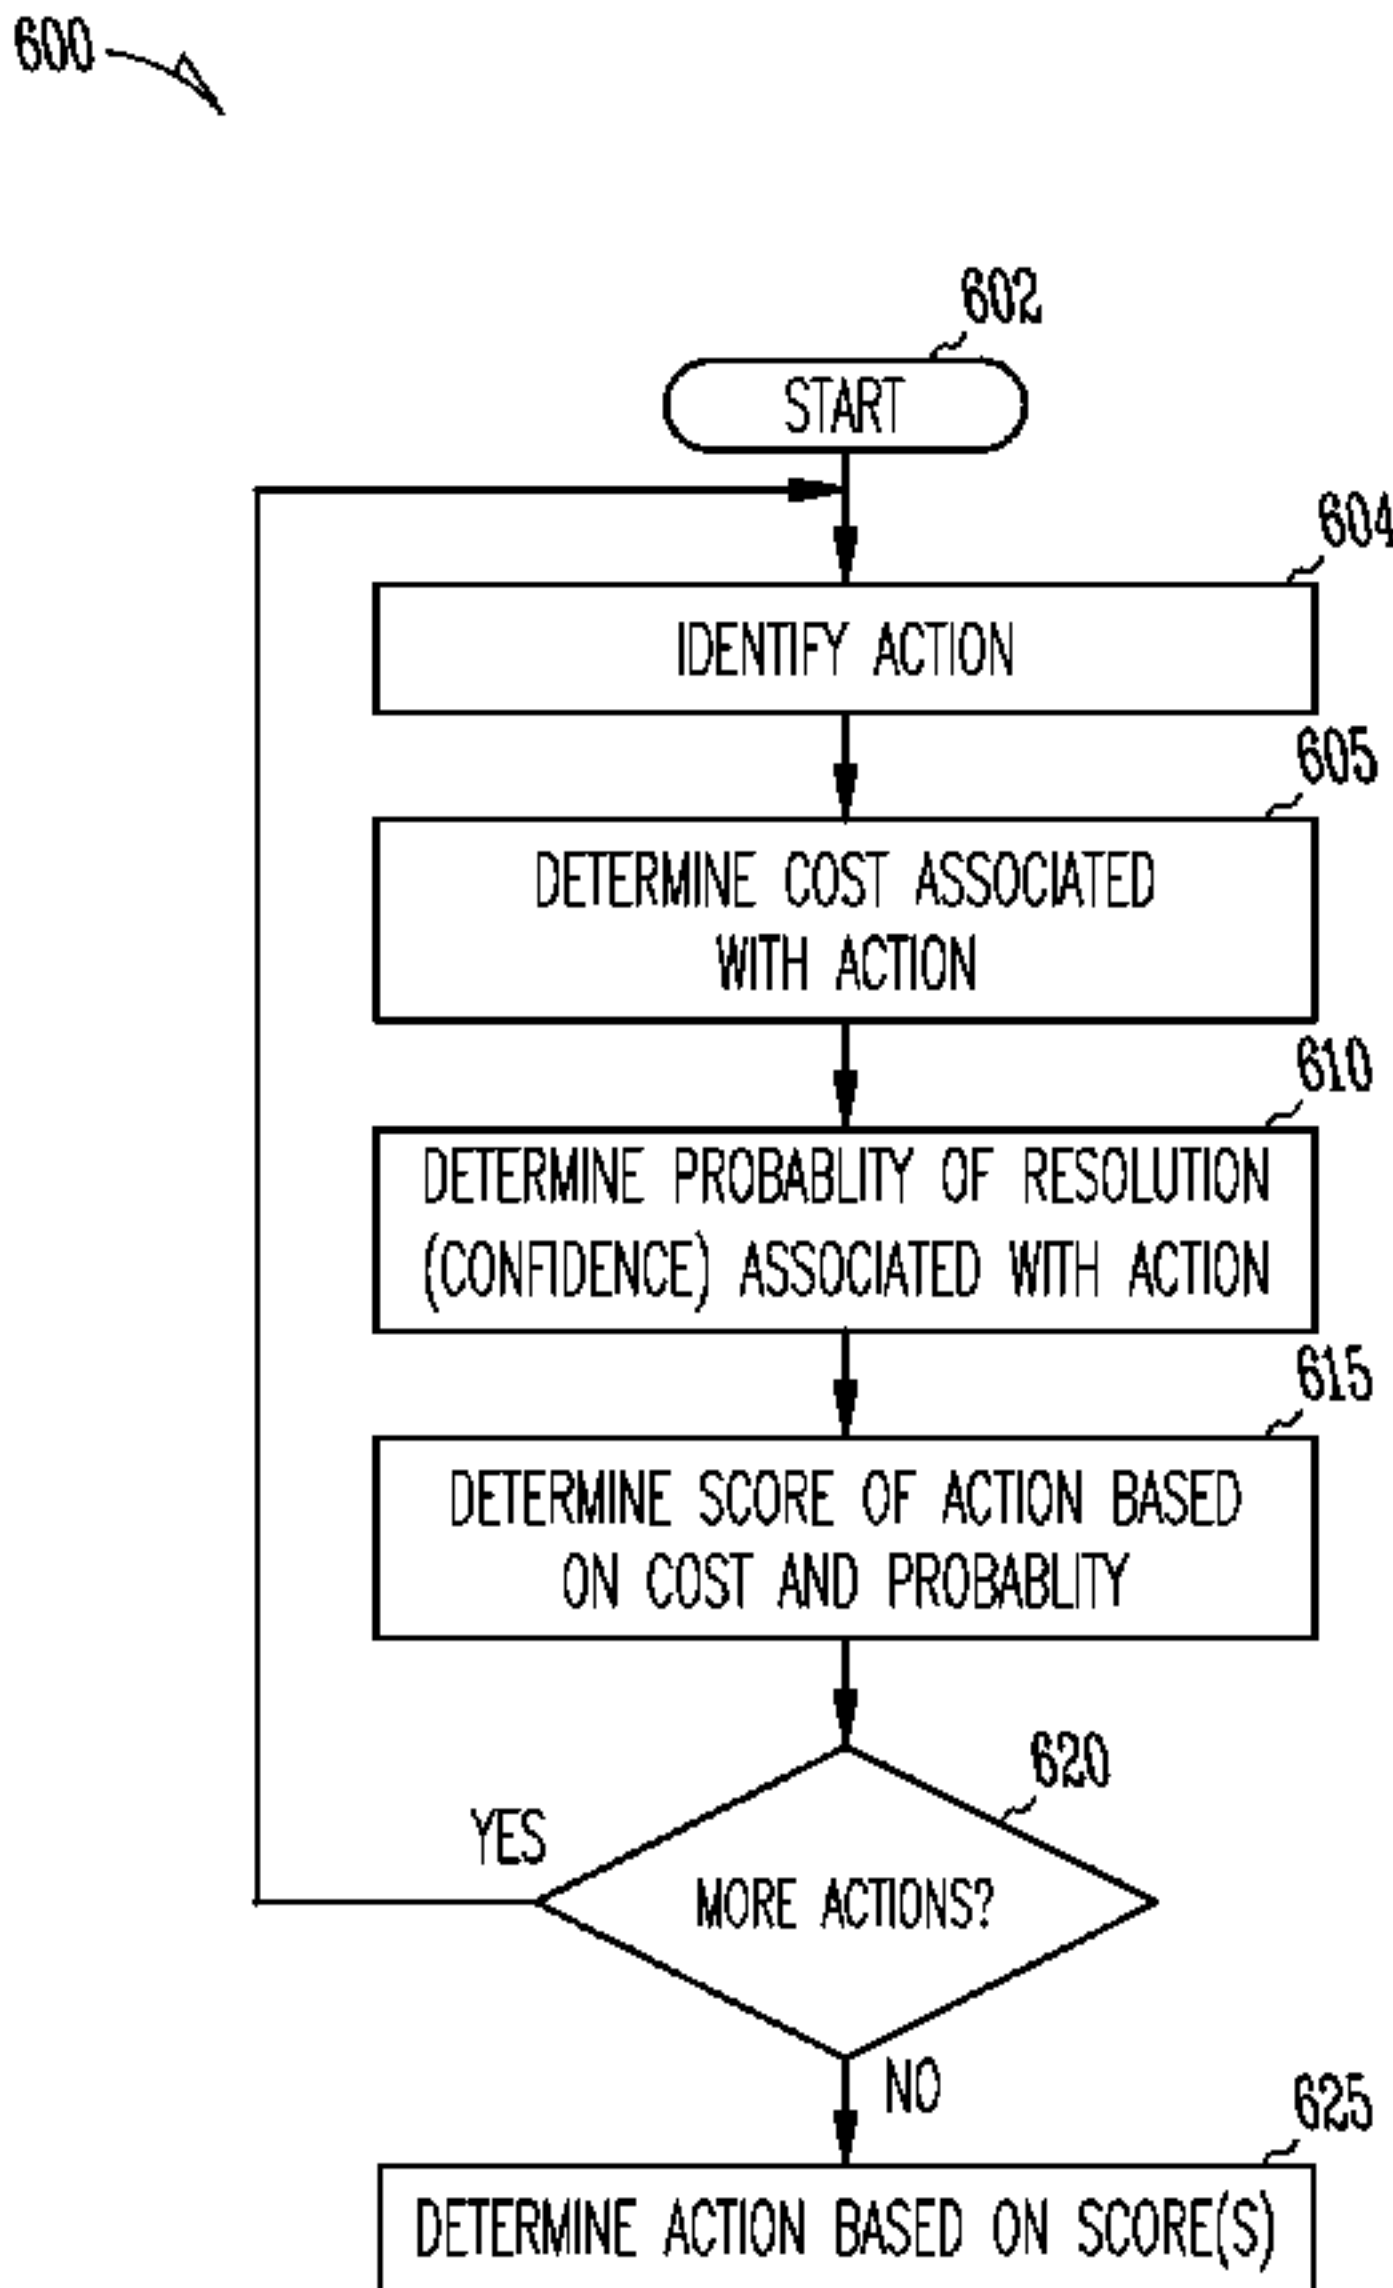 600
602
START
604
IDENTIFY ACTION
605
DETERMINE COST ASSOCIATED
WITH ACTION
610
DETERMINE PROBABLITY OF RESOLUTION
(CONFIDENCE) ASSOCIATED WITH ACTION
615
DETERMINE SCORE OF ACTION BASED
ON COST AND PROBABLITY
620
YES
MORE ACTIONS?
NO
625
DETERMINE ACTION BASED ON SCORE(S)